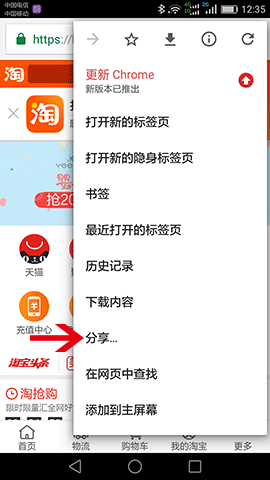 中国电信
中国移动
2G
12:35
https://
淘
更新 Chrome
新版本已推出
淘
打开新的标签页
打开新的隐身标签页
抢20
书签
最近打开的标签页
天猫
历史记录
下载内容
充值中心
分享...
淘宝头条
在网页中查找
淘抢购
限时限量汇全网好
添加到主屏幕
首页
物流
购物车
我的淘宝
更多